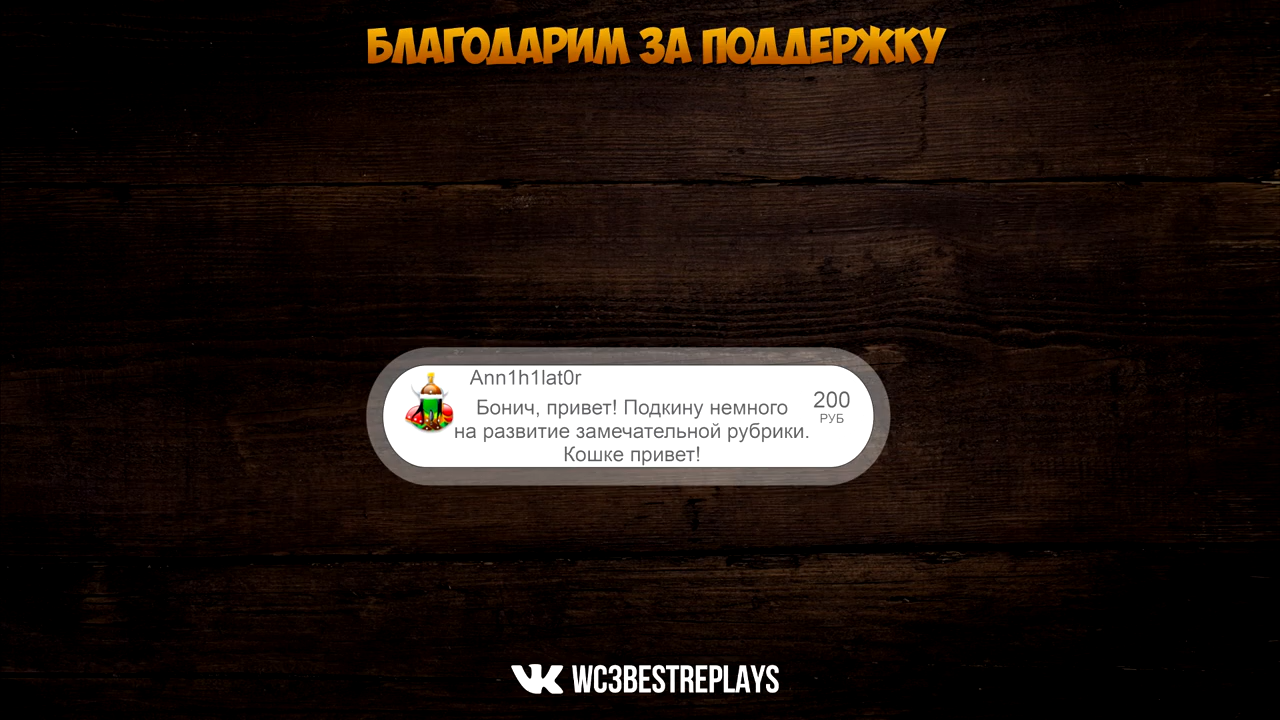 БЛАГОДАРИМ ЗА ПОДДЕРЖКУ
Ann1h1lat0r
Бонич, привет! Подкину немного
на развитие замечательной рубрики.
Кошке привет!
200
РУБ
WC3BESTREPLAYS